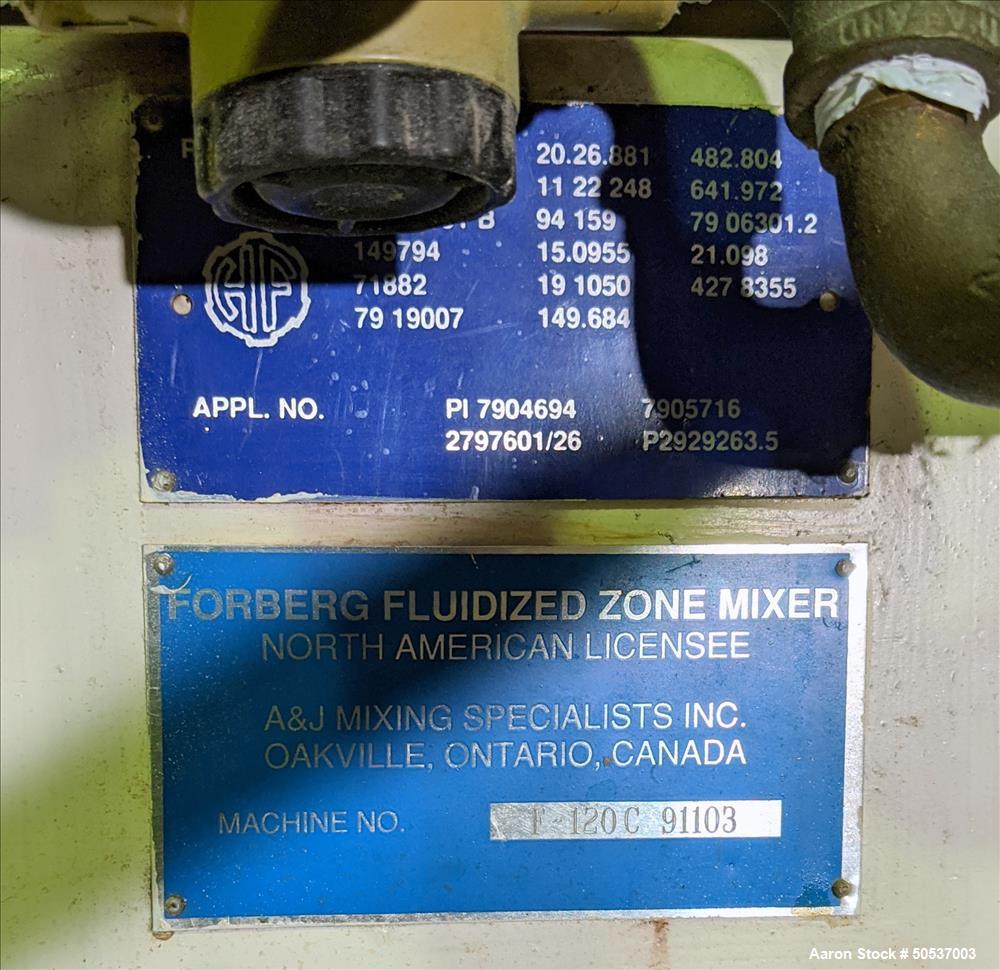 20.26.881 482.804
11 22 248 641.972
B 94 159 79 06301.2
149794 15.0955 21.098
71882 19 1050 427 8355
79 19007 149.684
APPL. NO. PI 7904694 7905716
2797601/26 P2929263.5
FORBERG FLUIDIZED ZONE MIXER
NORTH AMERICAN LICENSEE
A&J MIXING SPECIALISTS INC.
OAKVILLE, ONTARIO, CANADA
MACHINE NO. F-120C 91103
Aaron Stock # 50537003